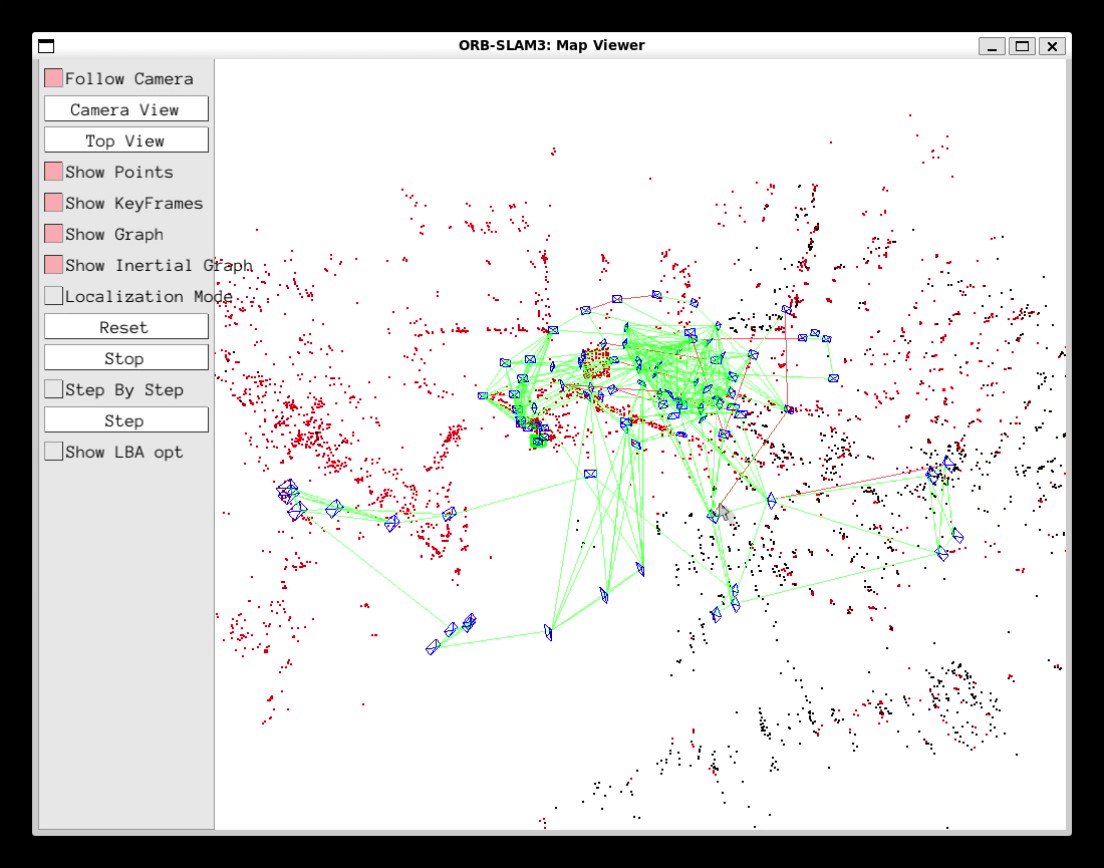 ORB-SLAM3: Map Viewer
Follow Camera
Camera View
Top View
Show Points
Show KeyFrames
Show Graph
Show Inertial Graph
Localization Mode
Reset
Stop
Step By Step
Step
Show LBA opt